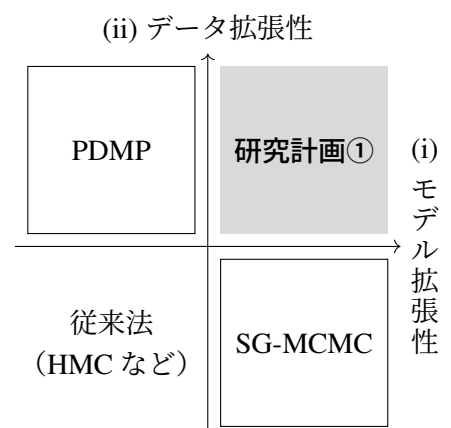 (ii) データ拡張性
PDMP
研究計画①
(i)
モデル拡張性
従来法
（HMC など）
SG-MCMC